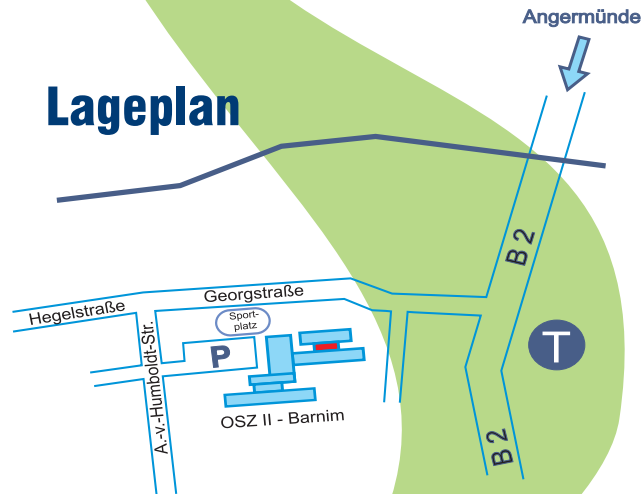 Angermünde
Lageplan
B 2
Georgstraße
Hegelstraße
Sport-
platz
A.-v.-Humboldt-Str.
P
T
OSZ II - Barnim
B 2